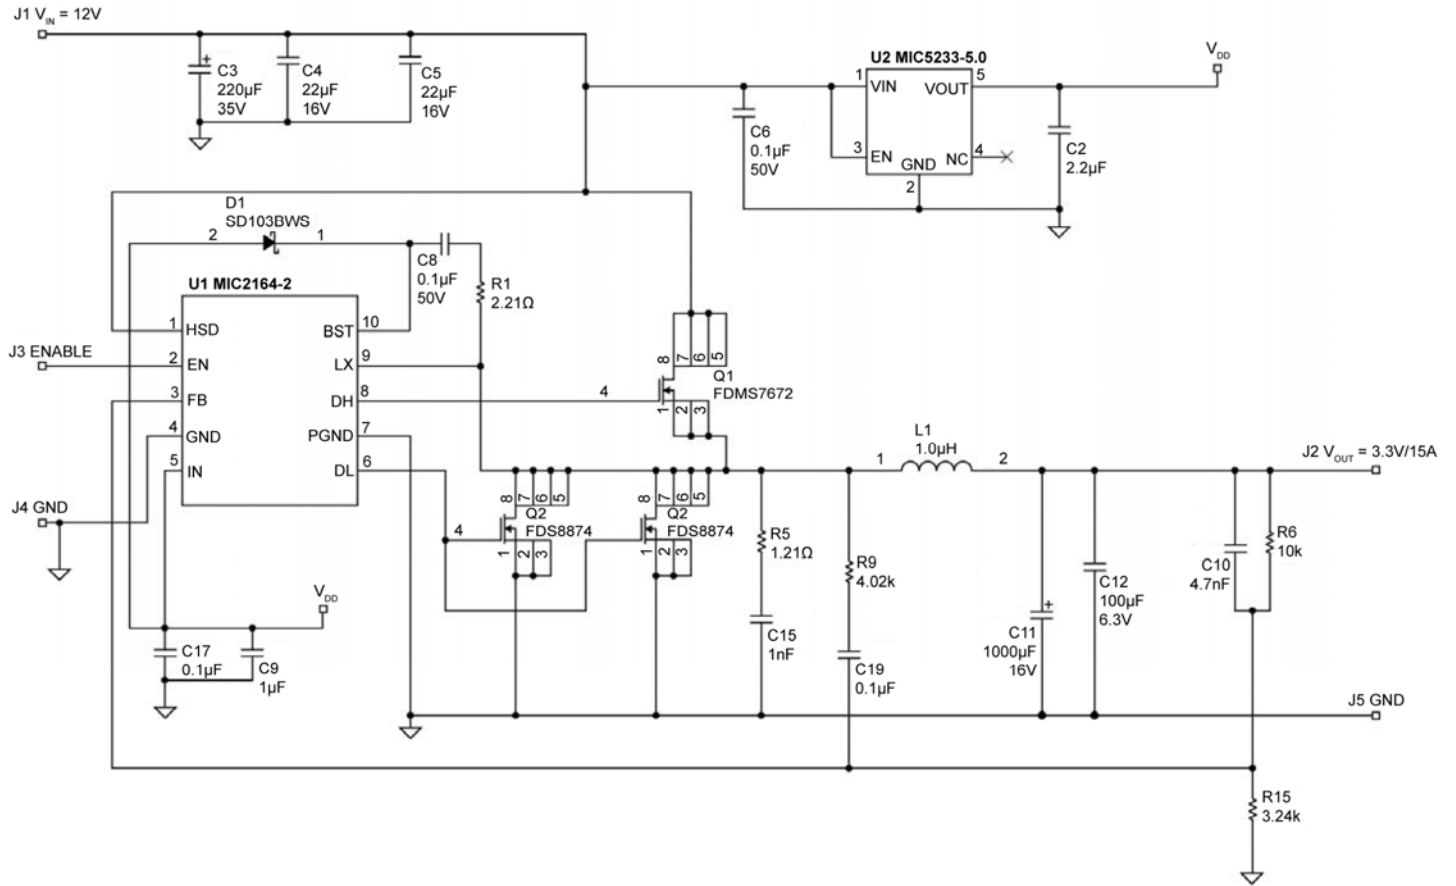 J1 VIN = 12V
C3
220µF
35V
+
C4
22µF
16V
C5
22µF
16V
U2 MIC5233-5.0
1
VIN
VOUT
5
3
EN
GND
NC
4
2
VDD
C6
0.1µF
50V
C2
2.2µF
D1
SD103BWS
2
1
C8
0.1µF
50V
R1
2.21Ω
U1 MIC2164-2
1
HSD
BST
10
J3 ENABLE
2
EN
LX
9
3
FB
DH
8
4
GND
PGND
7
5
IN
DL
6
J4 GND
4
8
7
6
5
Q1
FDMS7672
1
2
3
8
7
6
5
Q2
FDS8874
4
1
2
3
8
7
6
5
Q2
FDS8874
1
2
3
L1
1.0µH
1
2
J2 VOUT = 3.3V/15A
R5
1.21Ω
C15
1nF
R9
4.02k
C19
0.1µF
+
C11
1000µF
16V
C12
100µF
6.3V
C10
4.7nF
R6
10k
VDD
C17
0.1µF
C9
1µF
J5 GND
R15
3.24k